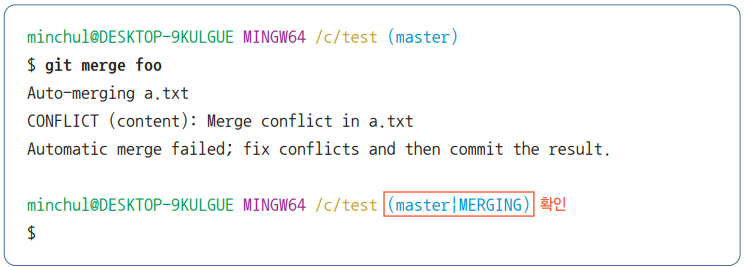 minchul@DESKTOP-9KULGUE MINGW64 /c/test (master)
$ git merge foo
Auto-merging a.txt
CONFLICT (content): Merge conflict in a.txt
Automatic merge failed; fix conflicts and then commit the result.
minchul@DESKTOP-9KULGUE MINGW64 /c/test (master|MERGING) 확인
$